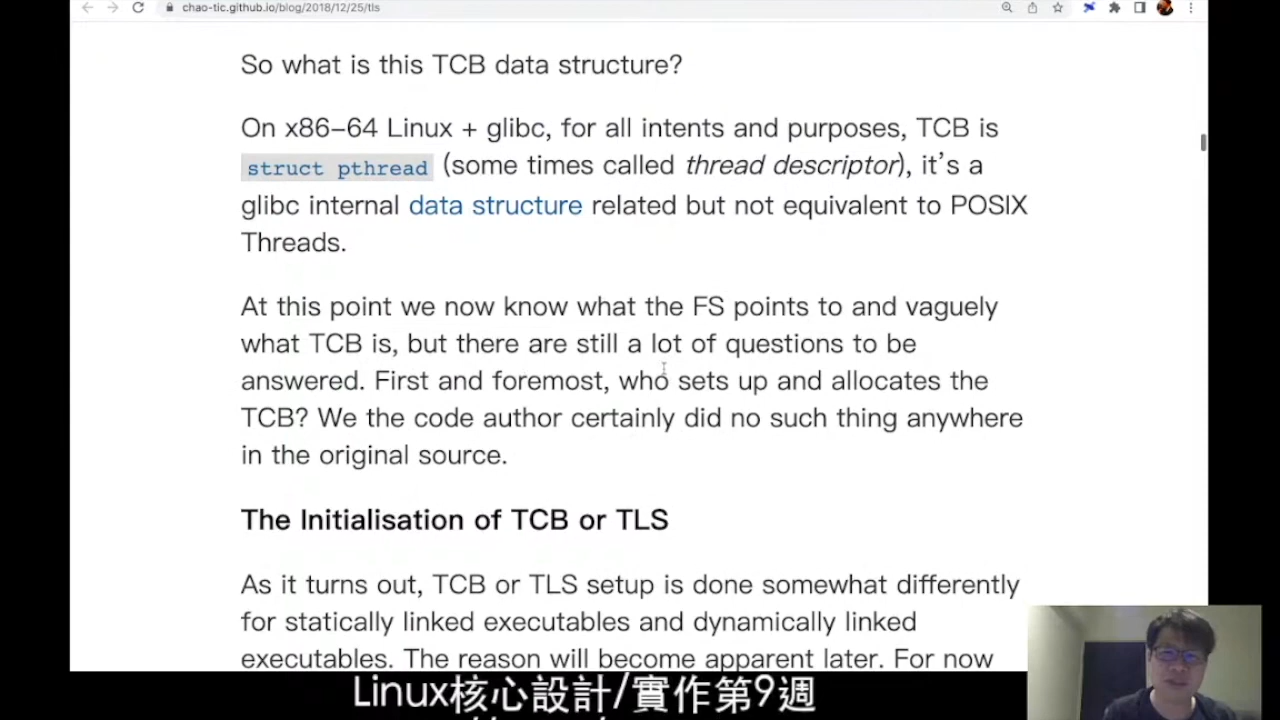 chao-tic.github.io/blog/2018/12/25/tls
So what is this TCB data structure?
On x86-64 Linux + glibc, for all intents and purposes, TCB is
struct pthread (some times called thread descriptor), it's a
glibc internal data structure related but not equivalent to POSIX
Threads.
At this point we now know what the FS points to and vaguely
what TCB is, but there are still a lot of questions to be
answered. First and foremost, who sets up and allocates the
TCB? We the code author certainly did no such thing anywhere
in the original source.
The Initialisation of TCB or TLS
As it turns out, TCB or TLS setup is done somewhat differently
for statically linked executables and dynamically linked
executables. The reason will become apparent later. For now
Linux核心設計/實作第9週